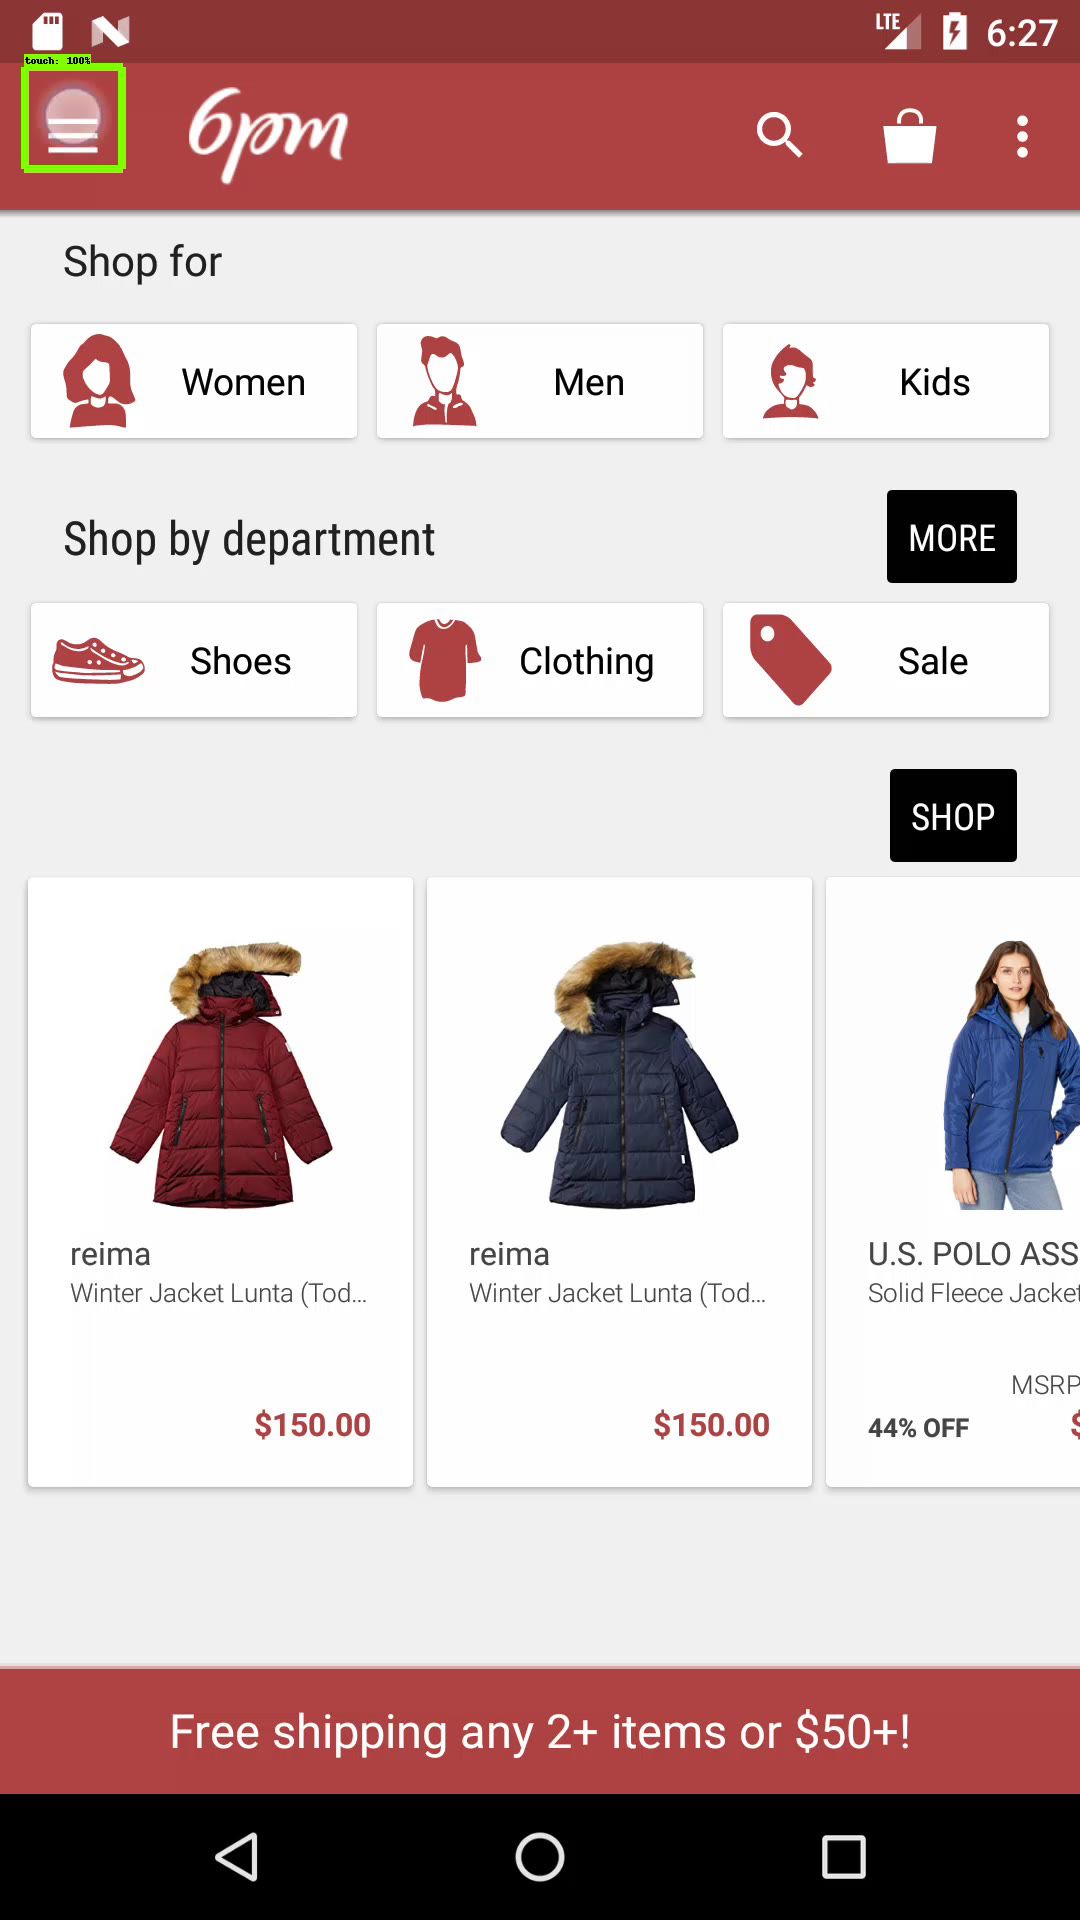 6:27
LTE
touch: 100%
6pm
Shop for
Women
Men
Kids
Shop by department
MORE
Shoes
Clothing
Sale
SHOP
reima
Winter Jacket Lunta (Tod...
$150.00
reima
Winter Jacket Lunta (Tod...
$150.00
U.S. POLO ASS
Solid Fleece Jacket
MSRP
44% OFF
$
Free shipping any 2+ items or $50+!